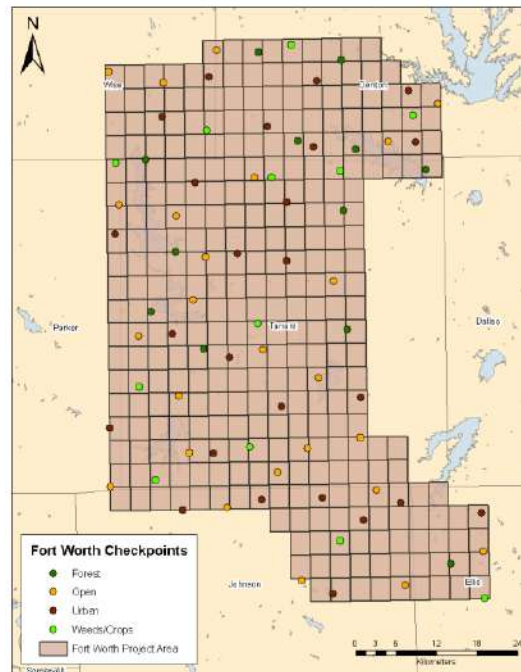 N
Wise
Denton
Parker
Tarrant
Dallas
Fort Worth Checkpoints
Forest
Open
Urban
Weeds/Crops
Fort Worth Project Area
Johnson
Ellis
0 3 6 12 18 24
Kilometers